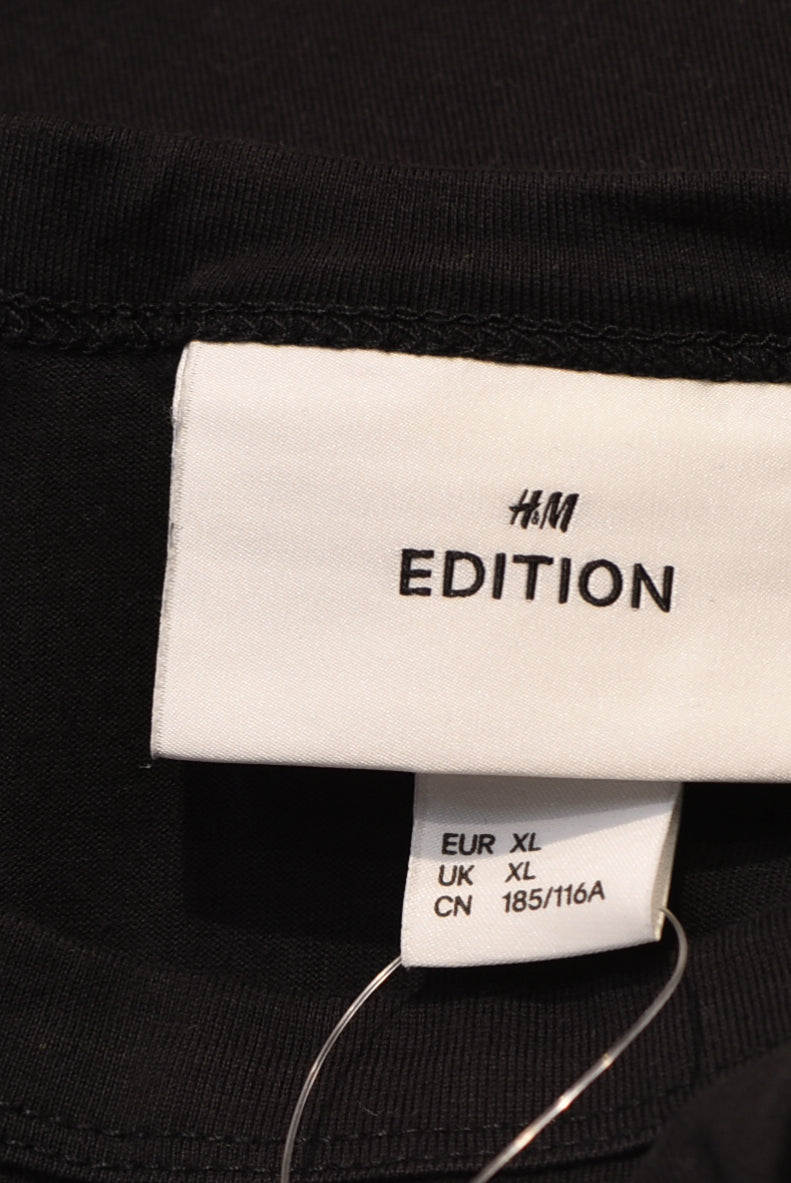 H&M
EDITION
EUR XL
UK XL
CN 185/116A